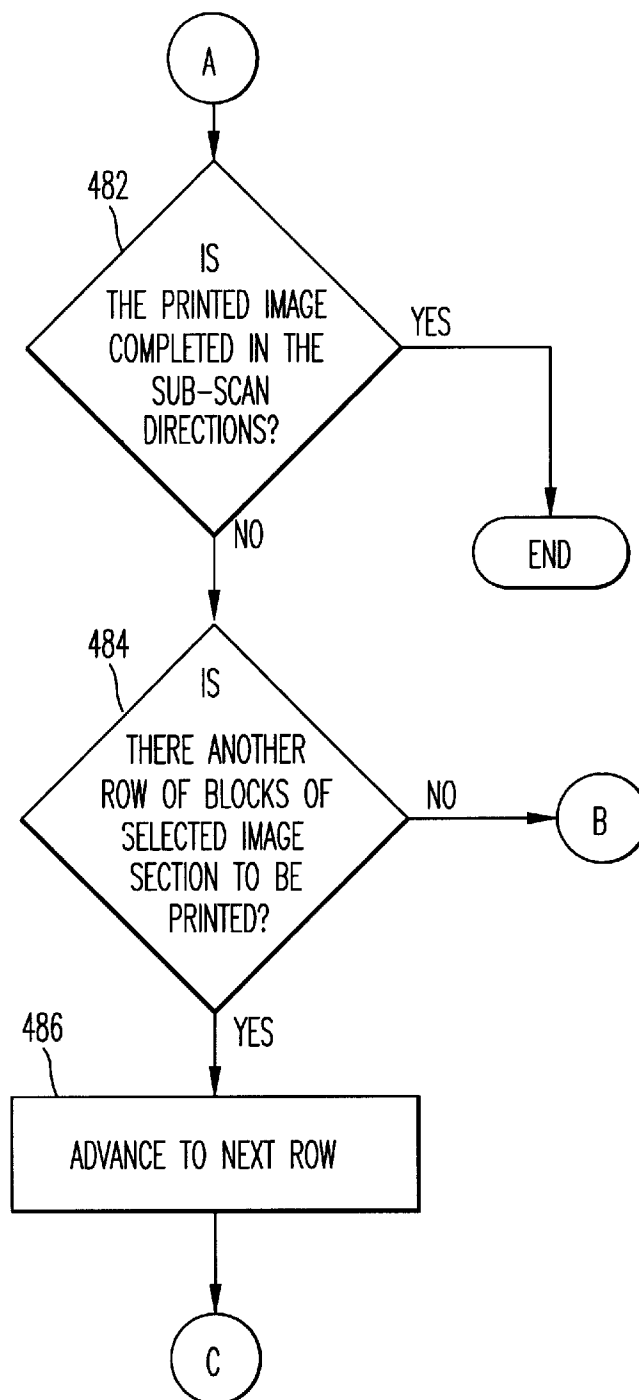 A
482
IS
THE PRINTED IMAGE
COMPLETED IN THE
SUB-SCAN
DIRECTIONS?
YES
END
NO
484
IS
THERE ANOTHER
ROW OF BLOCKS OF
SELECTED IMAGE
SECTION TO BE
PRINTED?
NO
B
YES
486
ADVANCE TO NEXT ROW
C